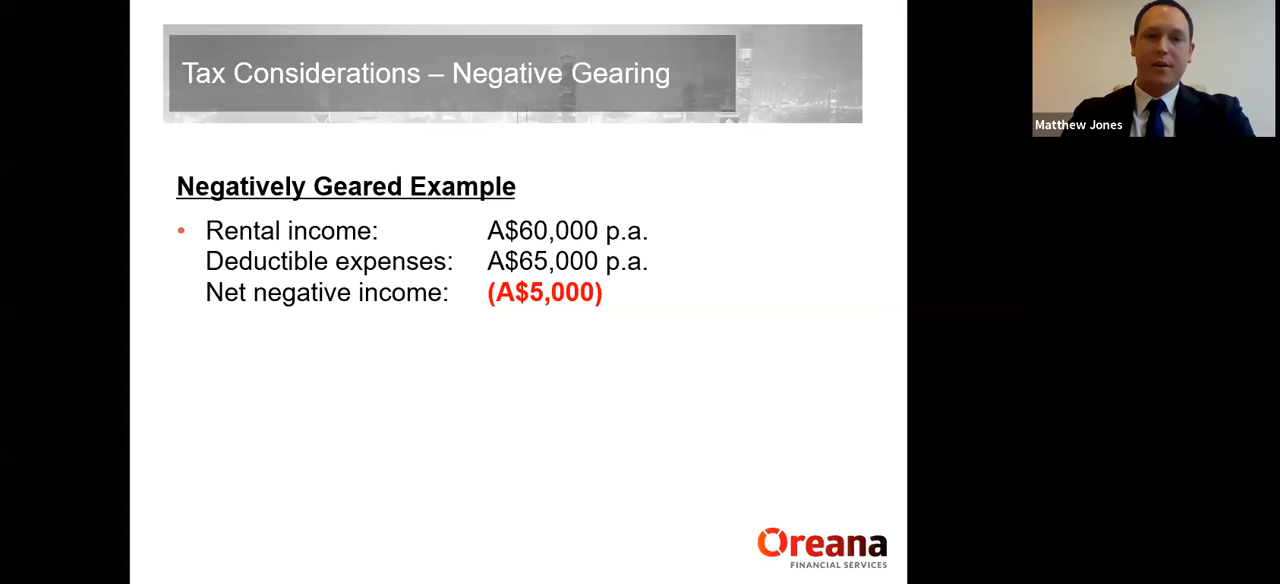 Tax Considerations – Negative Gearing
Matthew Jones
Negatively Geared Example
• Rental income: A$60,000 p.a.
Deductible expenses: A$65,000 p.a.
Net negative income: (A$5,000)
Oreana
FINANCIAL SERVICES